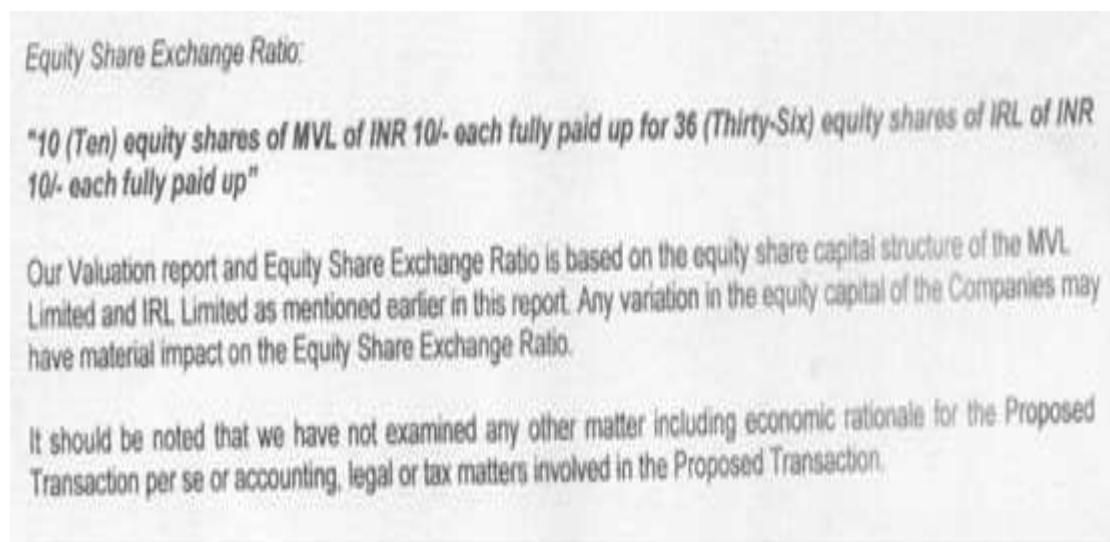 Equity Share Exchange Ratio:
"10 (Ten) equity shares of MVL of INR 10/- each fully paid up for 36 (Thirty-Six) equity shares of IRL of INR
10/- each fully paid up"
Our Valuation report and Equity Share Exchange Ratio is based on the equity share capital structure of the MVL
Limited and IRL Limited as mentioned earlier in this report. Any variation in the equity capital of the Companies may
have material impact on the Equity Share Exchange Ratio.
It should be noted that we have not examined any other matter including economic rationale for the Proposed
Transaction per se or accounting, legal or tax matters involved in the Proposed Transaction.